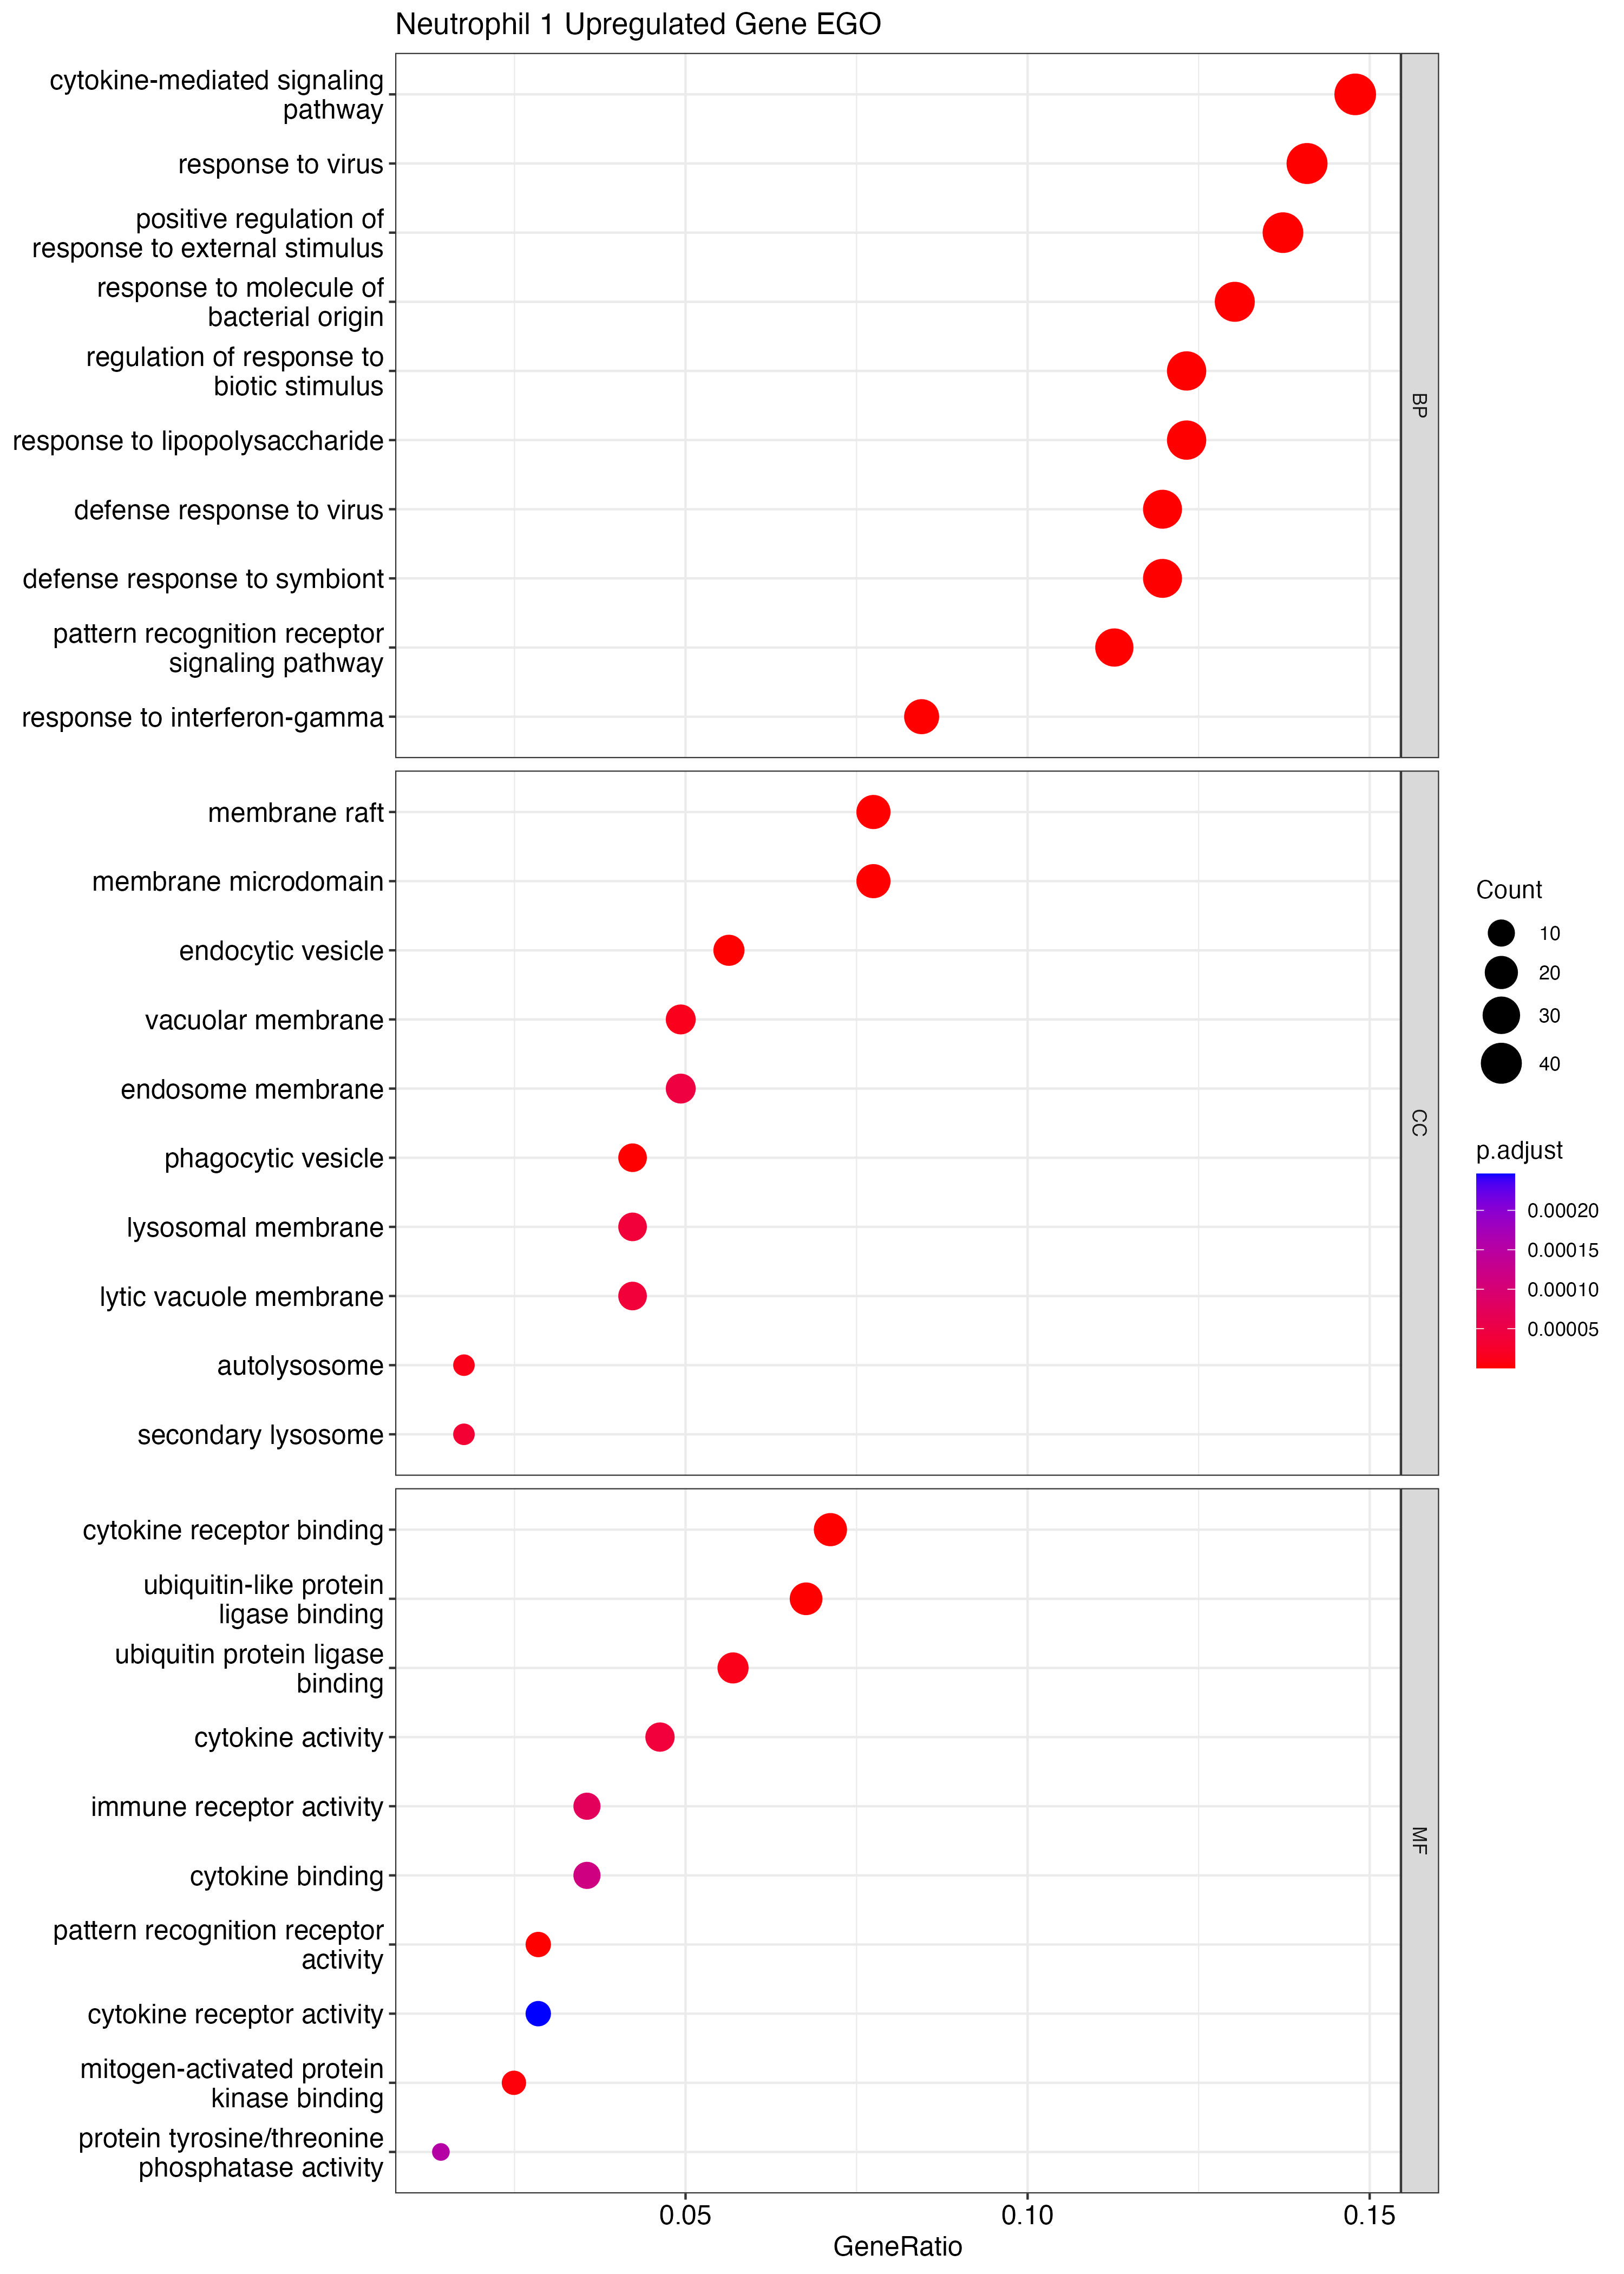 Neutrophil 1 Upregulated Gene EGO
cytokine-mediated signaling
pathway
response to virus
positive regulation of
response to external stimulus
response to molecule of
bacterial origin
regulation of response to
biotic stimulus
response to lipopolysaccharide
defense response to virus
defense response to symbiont
pattern recognition receptor
signaling pathway
response to interferon-gamma
BP
membrane raft
membrane microdomain
endocytic vesicle
vacuolar membrane
endosome membrane
phagocytic vesicle
lysosomal membrane
lytic vacuole membrane
autolysosome
secondary lysosome
CC
cytokine receptor binding
ubiquitin-like protein
ligase binding
ubiquitin protein ligase
binding
cytokine activity
immune receptor activity
cytokine binding
pattern recognition receptor
activity
cytokine receptor activity
mitogen-activated protein
kinase binding
protein tyrosine/threonine
phosphatase activity
MF
0.05
0.10
0.15
GeneRatio
Count
10
20
30
40
p.adjust
0.00020
0.00015
0.00010
0.00005